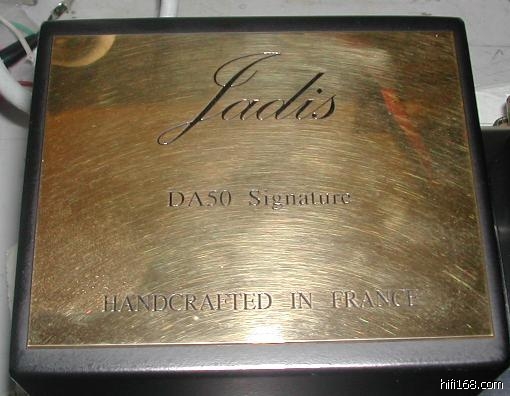 Jadis
DA50 Signature
HANDCRAFTED IN FRANCE
hifi168.com